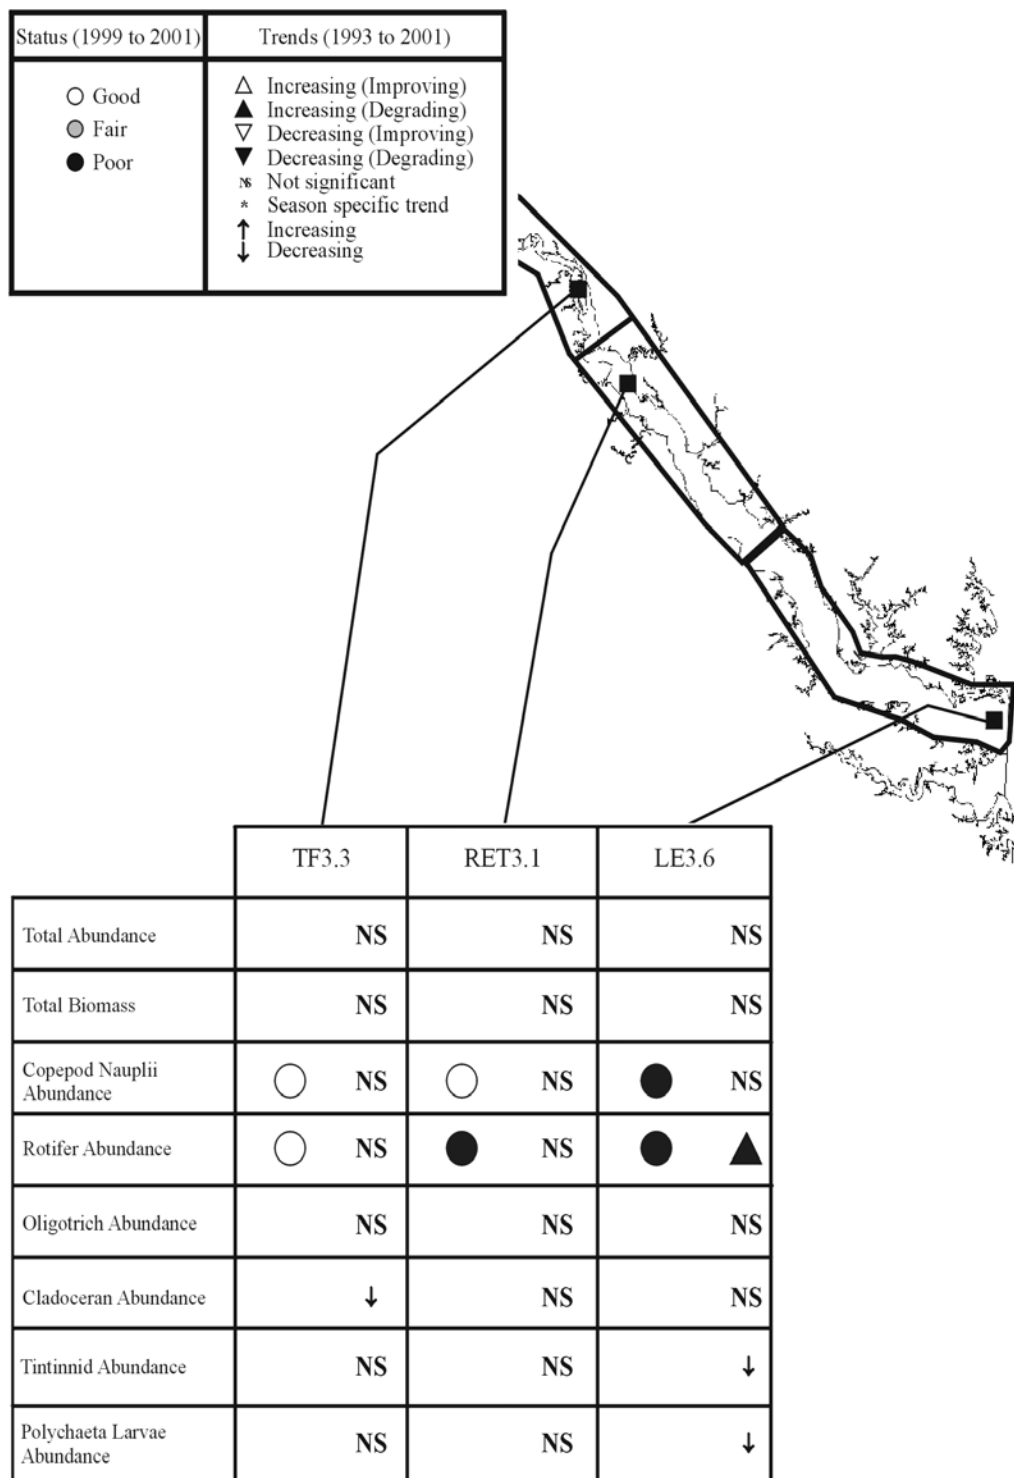 Status (1999 to 2001) Trends (1993 to 2001)
Good
Fair
Poor
Increasing (Improving)
Increasing (Degrading)
Decreasing (Improving)
Decreasing (Degrading)
NS Not significant
* Season specific trend
Increasing
Decreasing
TF3.3 RET3.1 LE3.6
Total Abundance NS NS NS
Total Biomass NS NS NS
Copepod Nauplii
Abundance NS NS NS
Rotifer Abundance NS NS
Oligotrich Abundance NS NS NS
Cladoceran Abundance NS NS
Tintinnid Abundance NS NS
Polychaeta Larvae
Abundance NS NS